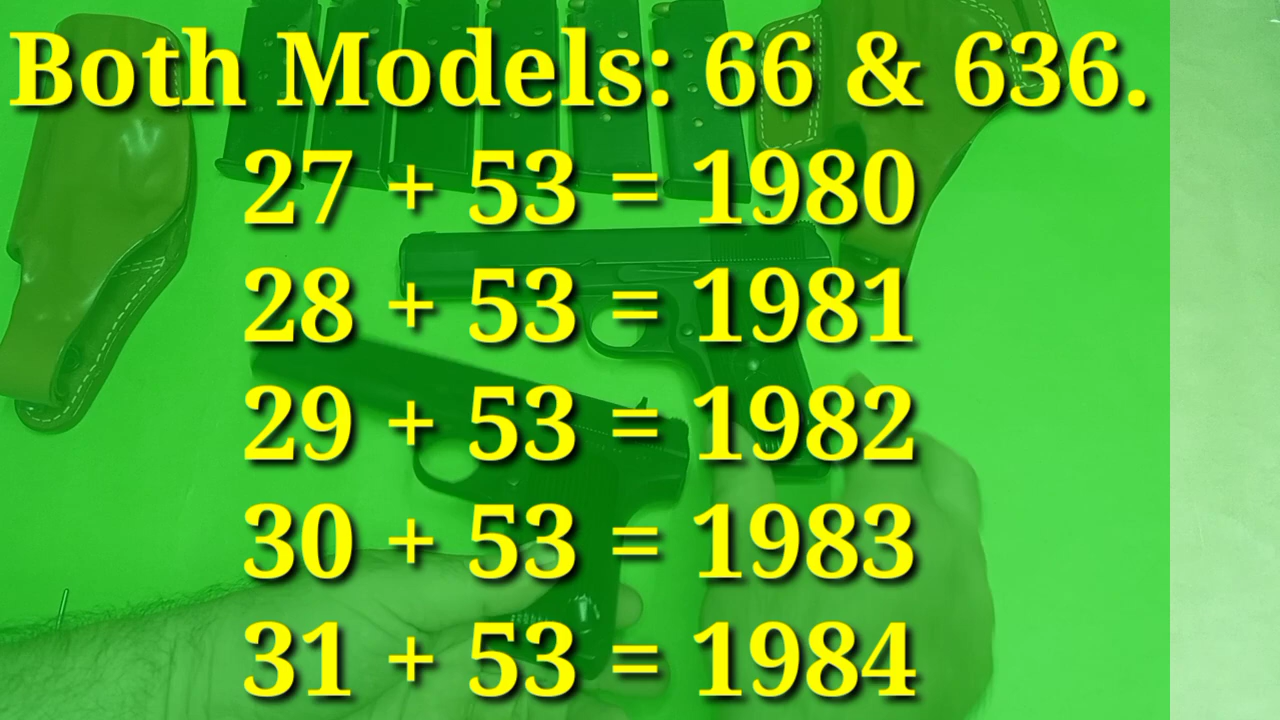 Both Models: 66 & 636.
27 + 53 = 1980
28 + 53 = 1981
29 + 53 = 1982
30 + 53 = 1983
31 + 53 = 1984